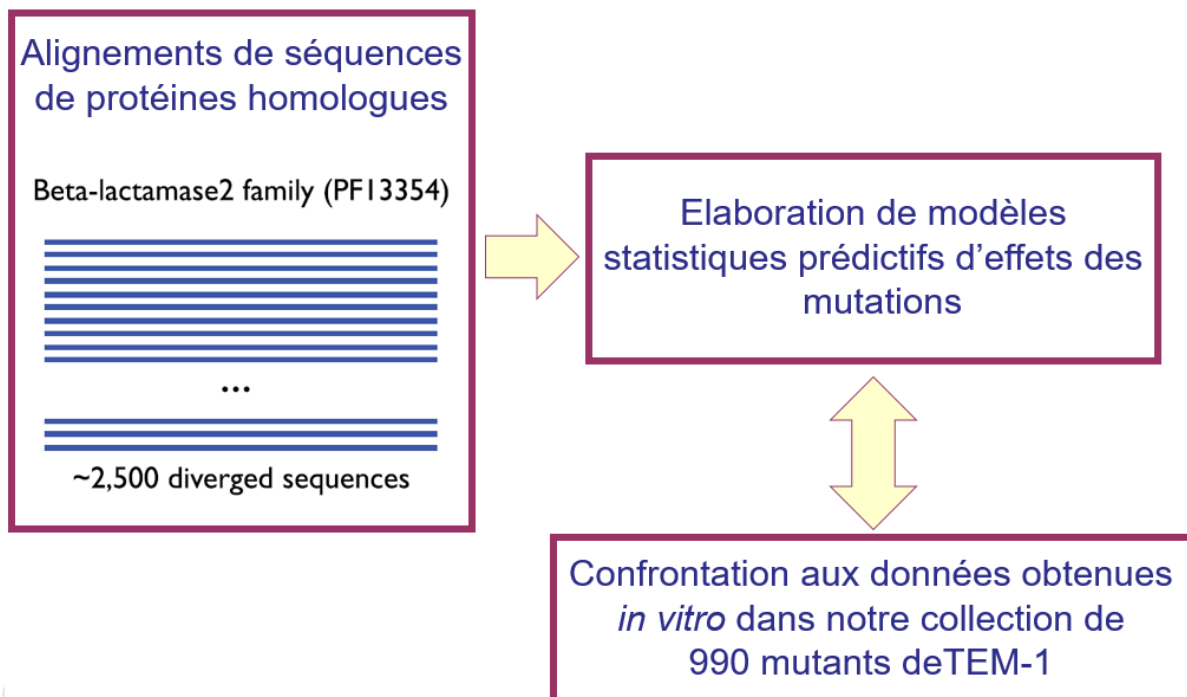 Alignements de séquences
de protéines homologues
Beta-lactamase2 family (PF13354)
...
~2,500 diverged sequences
Elaboration de modèles
statistiques prédictifs d'effets des
mutations
Confrontation aux données obtenues
in vitro dans notre collection de
990 mutants deTEM-1